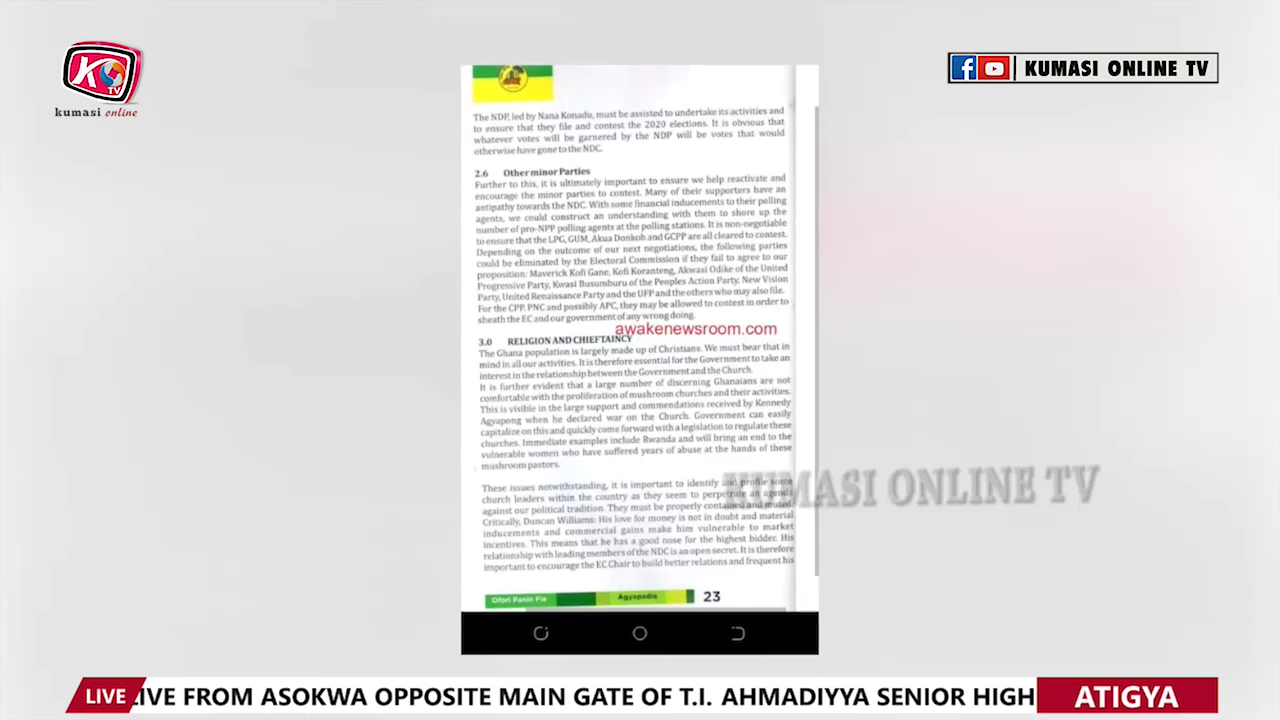 KUMASI ONLINE TV
K
TV
kumasi online
The NDP, led by Nana Konadu, must be assisted to undertake its activities and
to ensure that they file and contest the 2020 elections. It is obvious that
whatever votes will be garnered by the NDP will be votes that would
otherwise have gone to the NDC.
2.6 Other minor Parties
Further to this, it is ultimately important to ensure we help reactivate and
encourage the minor parties to contest. Many of their supporters have an
antipathy towards the NDC. With some financial inducements to their polling
agents, we could construct an understanding with them to shore up the
number of pro-NPP polling agents at the polling stations. It is non-negotiable
to ensure that the LPG, GUM, Akua Donkoh and GCPP are all cleared to contest.
Depending on the outcome of our next negotiations, the following parties
could be eliminated by the Electoral Commission if they fail to agree to our
proposition: Maverick Kofi Gane, Kofi Koranteng, Akwasi Odike of the United
Progressive Party, Kwasi Busumburu of the Peoples Action Party, New Vision
Party, United Renaissance Party and the UFP and the others who may also file.
For the CPP, PNC and possibly APC, they may be allowed to contest in order to
sheath the EC and our government of any wrong doing.
awakenewsroom.com
3.0 RELIGION AND CHIEFTAINCY
The Ghana population is largely made up of Christians. We must bear that in
mind in all our activities. It is therefore essential for the Government to take an
interest in the relationship between the Government and the Church.
It is further evident that a large number of discerning Ghanaians are not
comfortable with the proliferation of mushroom churches and their activities.
This is visible in the large support and commendations received by Kennedy
Agyapong when he declared war on the Church. Government can easily
capitalize on this and quickly come forward with a legislation to regulate these
churches. Immediate examples include Rwanda and will bring an end to the
vulnerable women who have suffered years of abuse at the hands of these
mushroom pastors.
These issues notwithstanding, it is important to identify and profile some
church leaders within the country as they seem to perpetrate an agenda
against our political tradition. They must be properly contained and muted.
Critically, Duncan Williams: His love for money is not in doubt and material
inducements and commercial gains make him vulnerable to market
incentives. This means that he has a good nose for the highest bidder. His
relationship with leading members of the NDC is an open secret. It is therefore
important to encourage the EC Chair to build better relations and frequent his
KUMASI ONLINE TV
Ofori Panin Fie Agyapadie 23
LIVE IVE FROM ASOKWA OPPOSITE MAIN GATE OF T.I. AHMADIYYA SENIOR HIGH ATIGYA